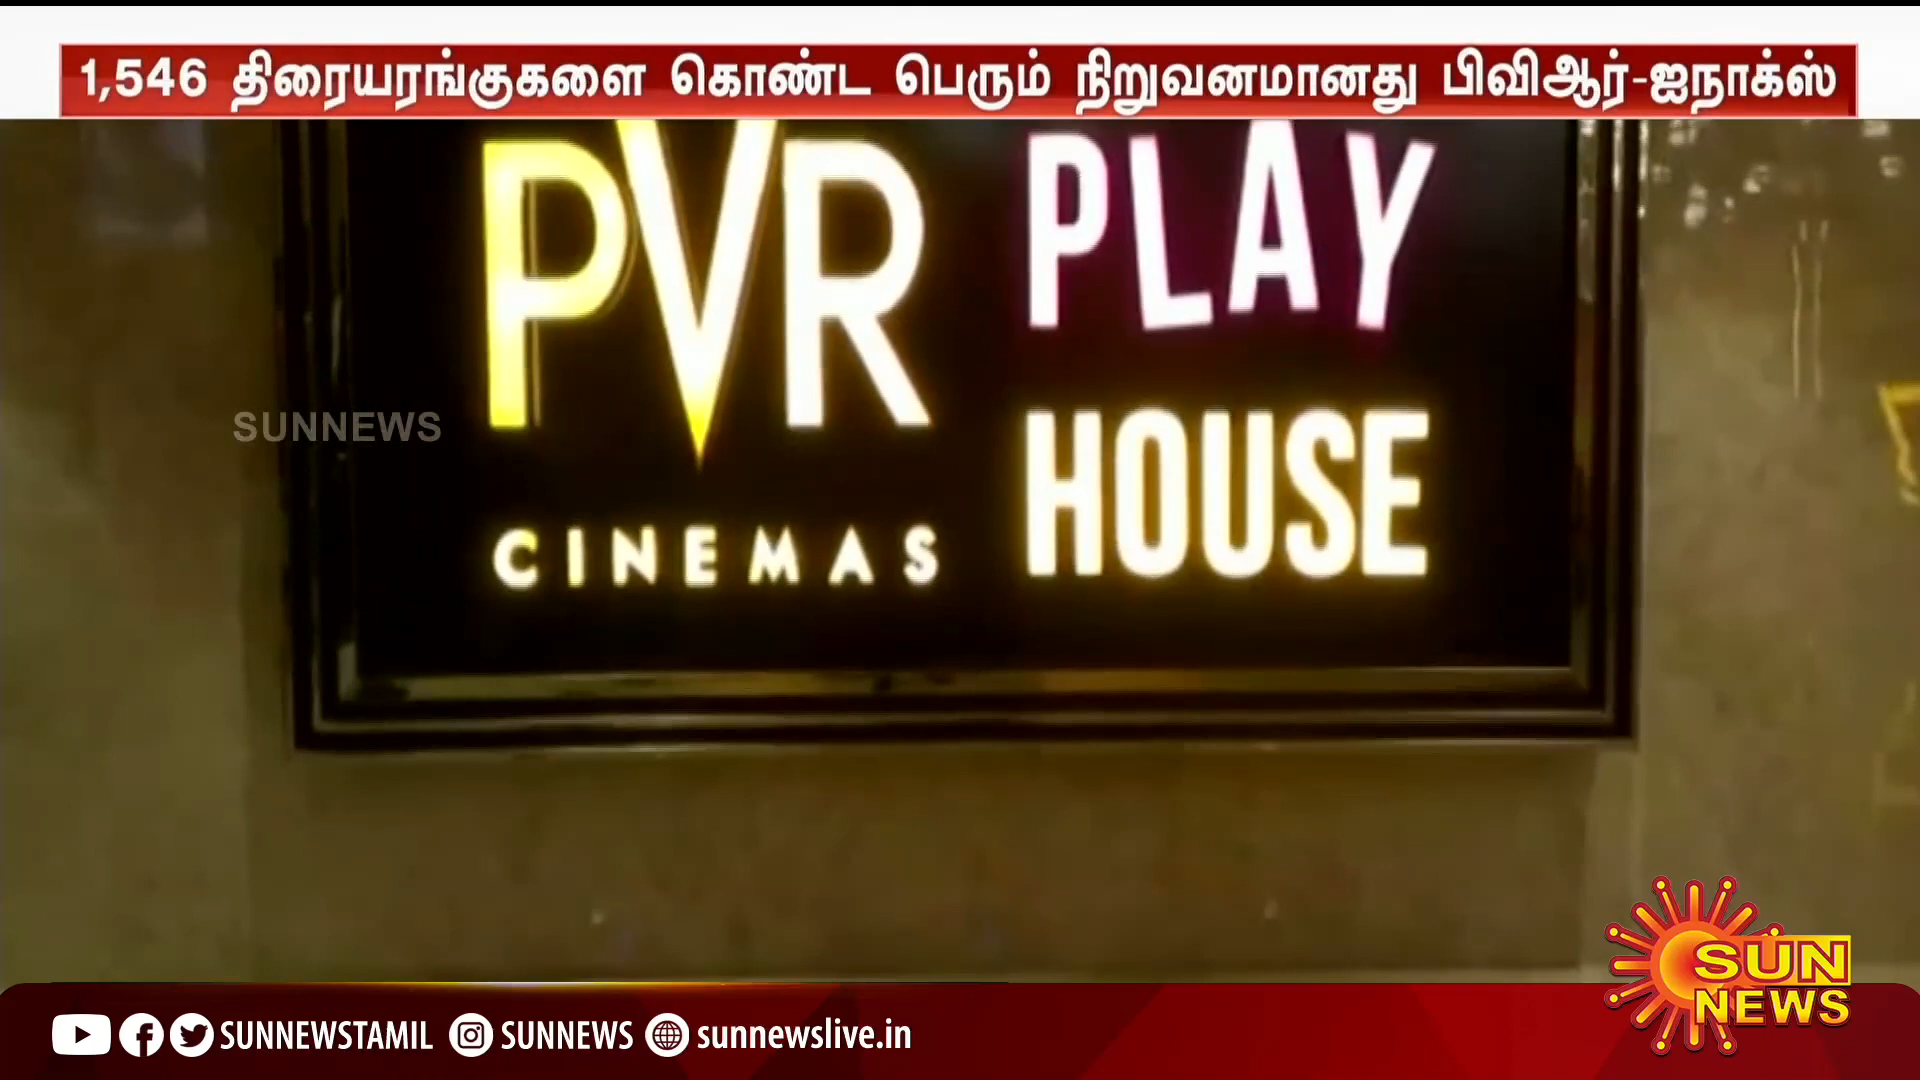 1,546 திரையரங்குகளை கொண்ட பெரும் நிறுவனமானது பிவிஆர்-ஐநாக்ஸ்
PVR
CINEMAS
PLAY
HOUSE
SUNNEWS
SUN
NEWS
SUNNEWSTAMIL SUNNEWS sunnewslive.in